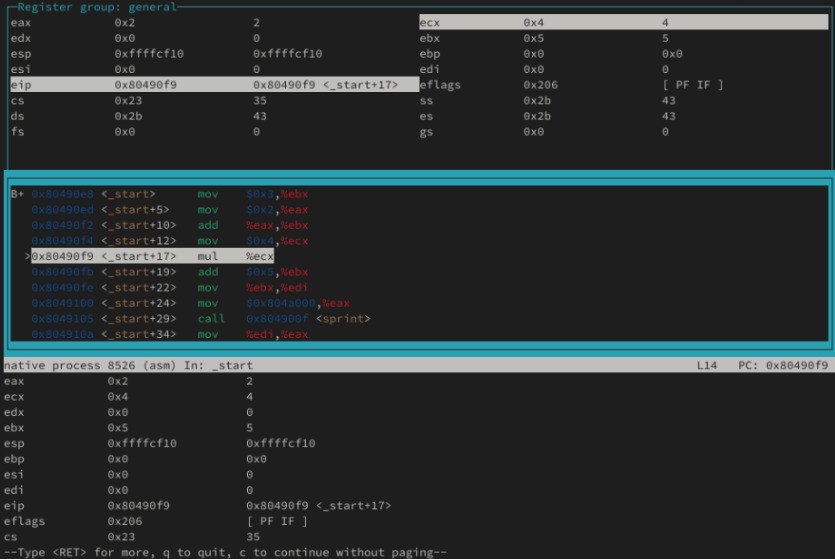 Register group: general
eax 0x2 2 ecx 0x4 4
edx 0x0 0 ebx 0x5 5
esp 0xffffcf10 0xffffcf10 ebp 0x0 0x0
esi 0x0 0 edi 0x0 0
eip 0x80490f9 0x80490f9 <_start+17> eflags 0x206 [ PF IF ]
cs 0x23 35 ss 0x2b 43
ds 0x2b 43 es 0x2b 43
fs 0x0 0 gs 0x0 0
B+ 0x80490e8 <_start> mov $0x3,%ebx
0x80490ed <_start+5> mov $0x2,%eax
0x80490f2 <_start+10> add %eax,%ebx
0x80490f4 <_start+12> mov $0x4,%ecx
>0x80490f9 <_start+17> mul %ecx
0x80490fb <_start+19> add $0x5,%ebx
0x80490fe <_start+22> mov %ebx,%edi
0x8049100 <_start+24> mov $0x804a000,%eax
0x8049105 <_start+29> call 0x804900f <sprint>
0x804910a <_start+34> mov %edi,%eax
native process 8526 (asm) In: _start L14 PC: 0x80490f9
eax 0x2 2
ecx 0x4 4
edx 0x0 0
ebx 0x5 5
esp 0xffffcf10 0xffffcf10
ebp 0x0 0x0
esi 0x0 0
edi 0x0 0
eip 0x80490f9 0x80490f9 <_start+17>
eflags 0x206 [ PF IF ]
cs 0x23 35
--Type <RET> for more, q to quit, c to continue without paging--